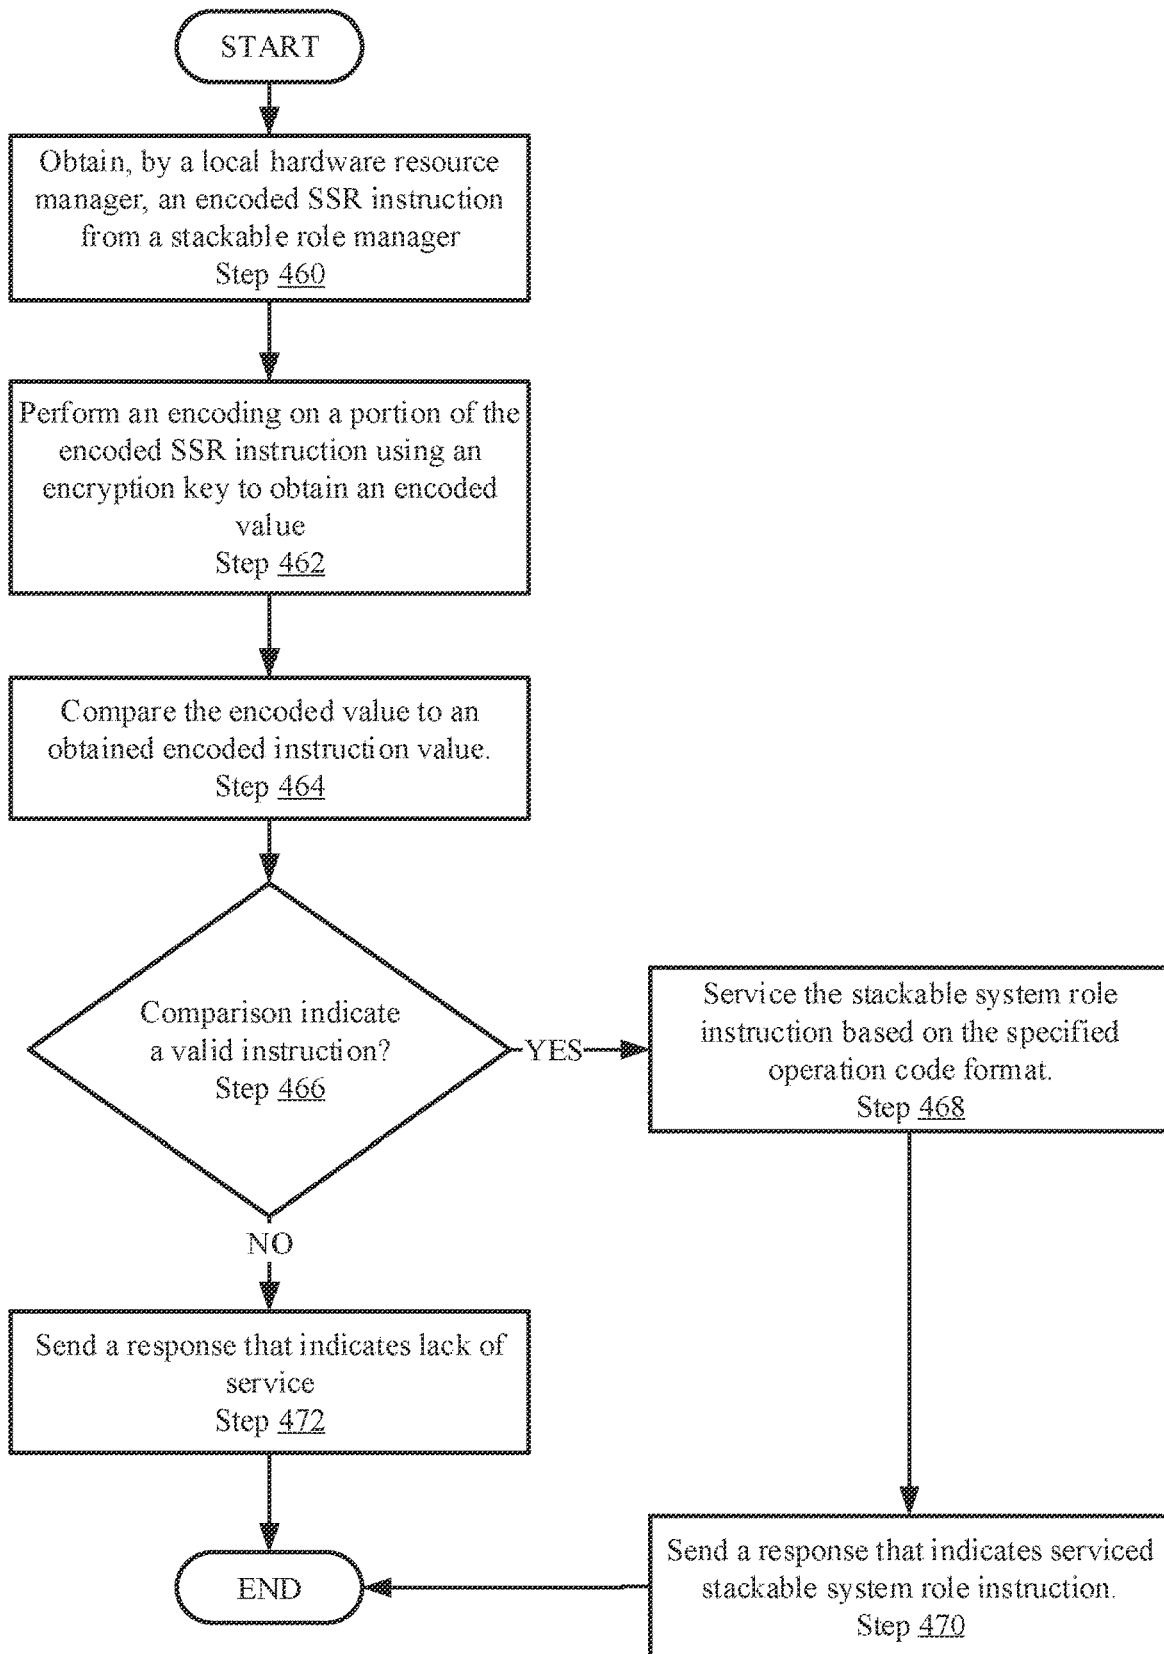 START
Obtain, by a local hardware resource
manager, an encoded SSR instruction
from a stackable role manager
Step 460
Perform an encoding on a portion of the
encoded SSR instruction using an
encryption key to obtain an encoded
value
Step 462
Compare the encoded value to an
obtained encoded instruction value.
Step 464
Comparison indicate
a valid instruction?
Step 466
YES
Service the stackable system role
instruction based on the specified
operation code format.
Step 468
NO
Send a response that indicates lack of
service
Step 472
Send a response that indicates serviced
stackable system role instruction.
Step 470
END